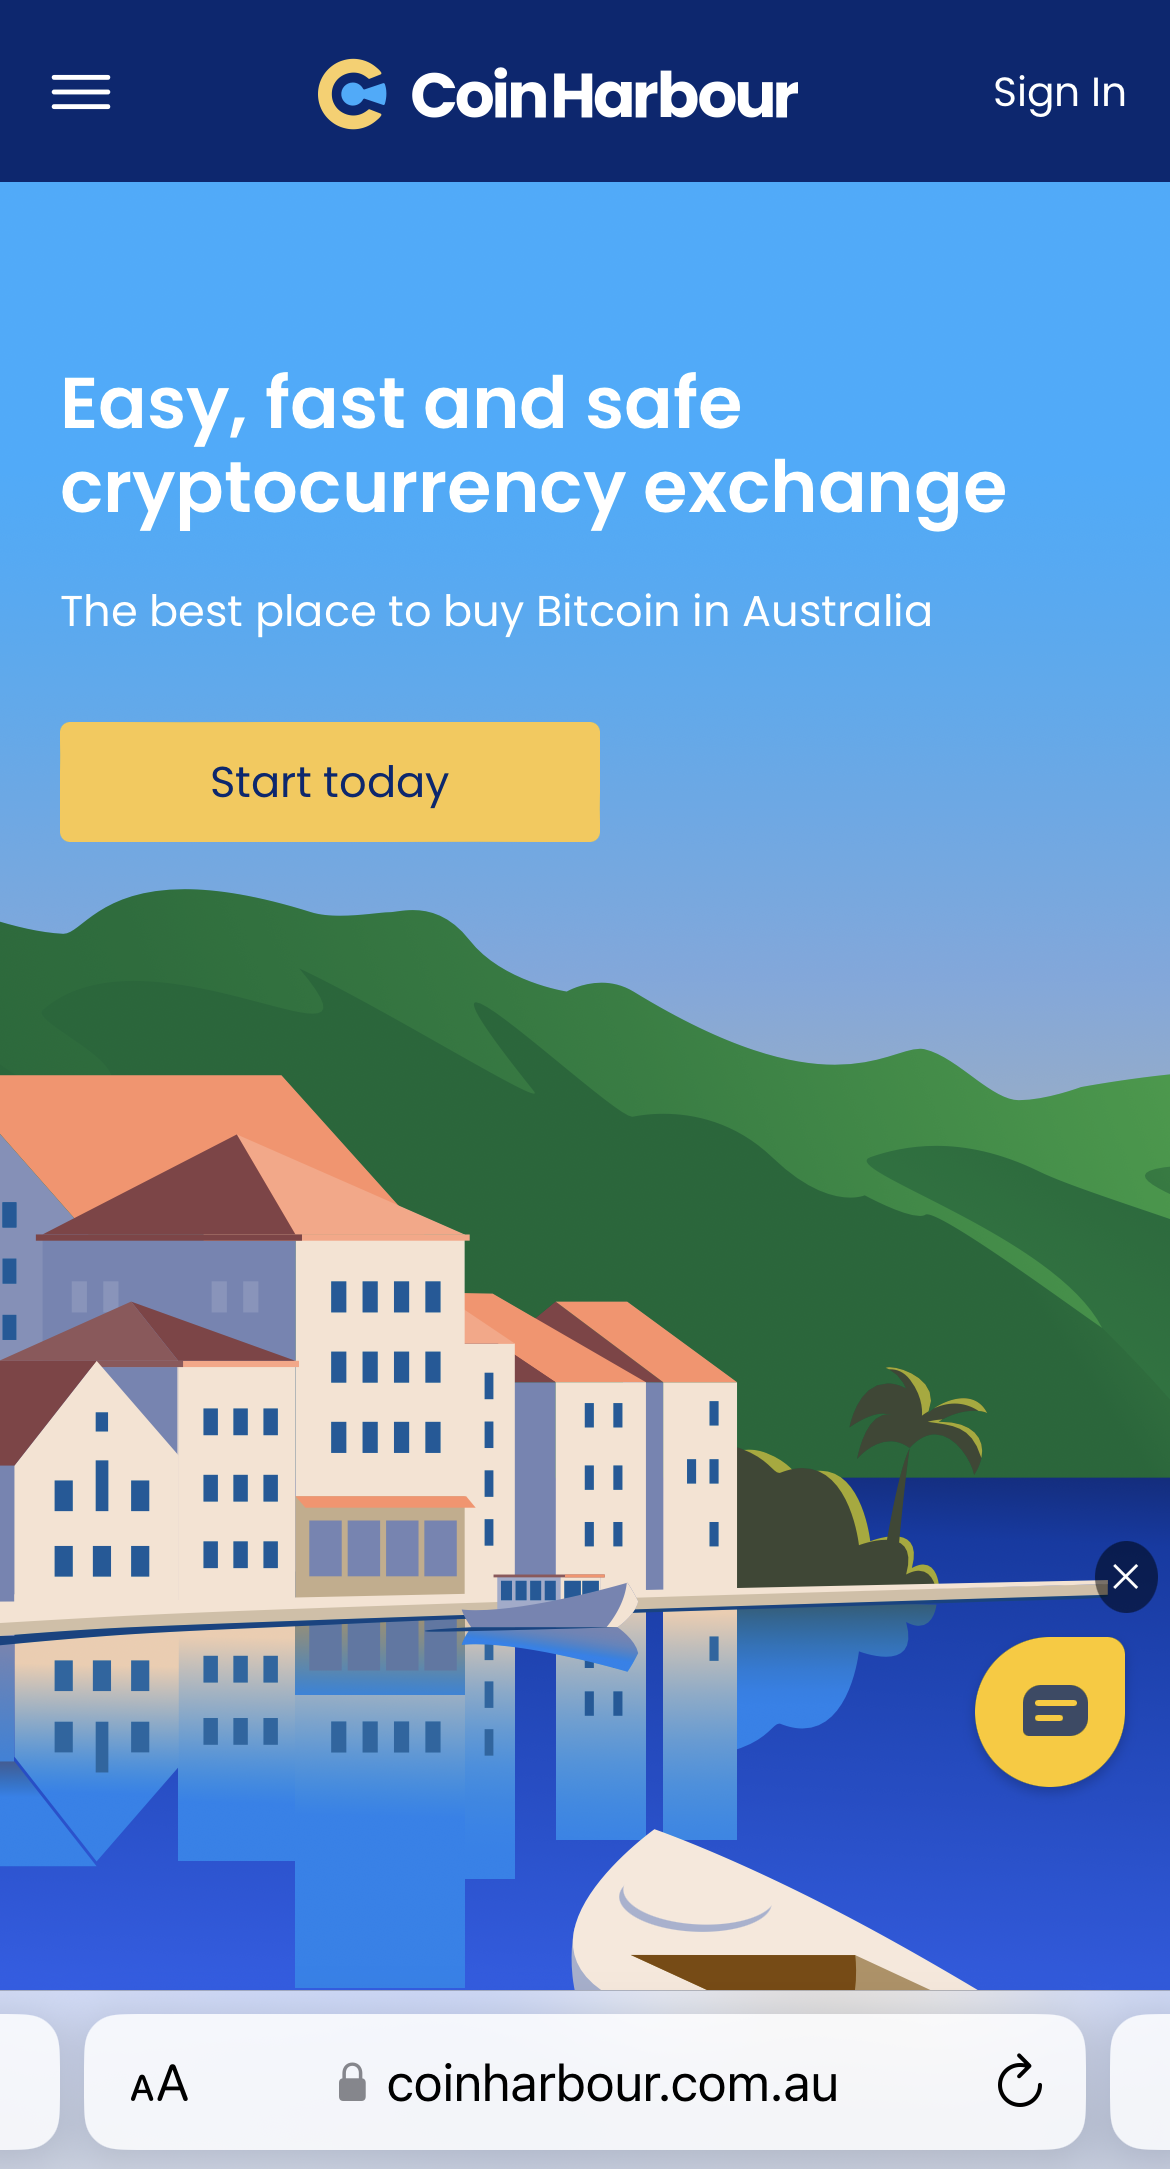 CoinHarbour
Sign In
Easy, fast and safe
cryptocurrency exchange
The best place to buy Bitcoin in Australia
Start today
AA
coinharbour.com.au